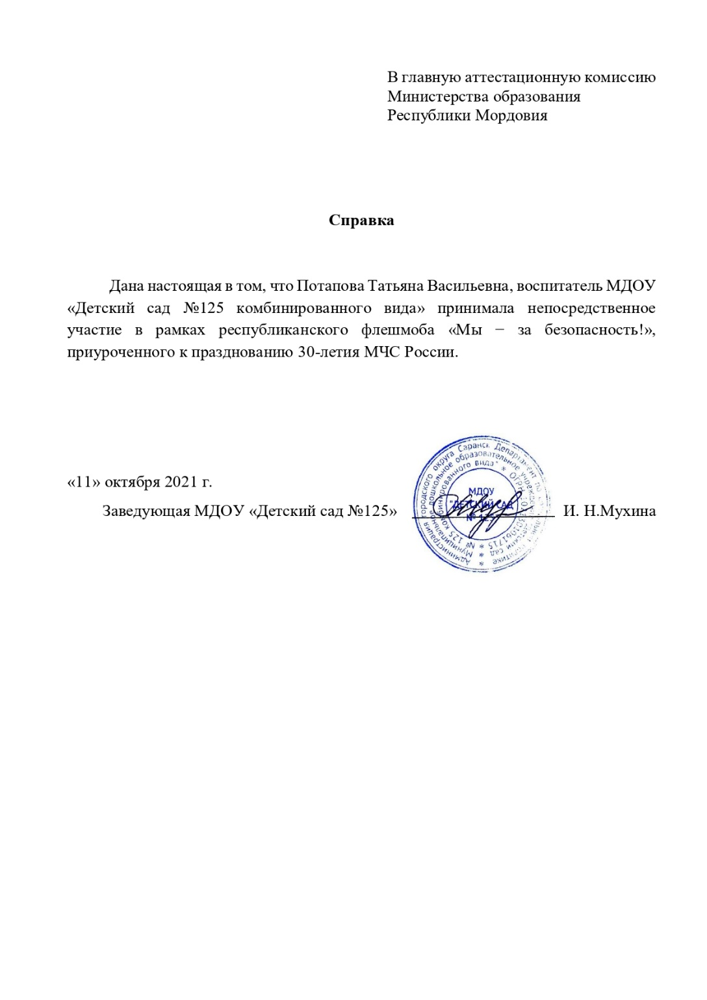 В главную аттестационную комиссию
Министерства образования
Республики Мордовия
Справка
Дана настоящая в том, что Потапова Татьяна Васильевна, воспитатель МДОУ
«Детский сад №125 комбинированного вида» принимала непосредственное
участие в рамках республиканского флешмоба «Мы − за безопасность!»,
приуроченного к празднованию 30-летия МЧС России.
«11» октября 2021 г.
Заведующая МДОУ «Детский сад №125» И. Н.Мухина
Администрация городского округа Саранск Департамент по
Муниципальное дошкольное образовательное учреждение детский сад
№ 125 комбинированного вида" * ОГРН
МДОУ
"ДЕТСКИЙ САД
№ 125"